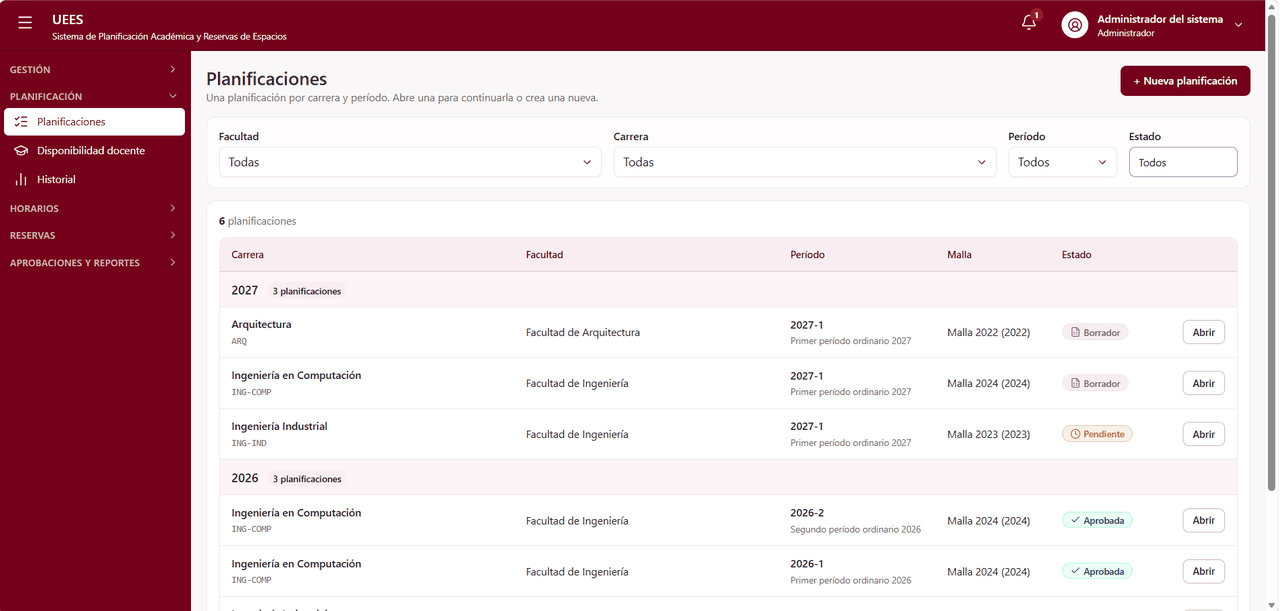 UEES
Sistema de Planificación Académica y Reservas de Espacios
1
Administrador del sistema
Administrador
GESTIÓN
PLANIFICACIÓN
Planificaciones
Disponibilidad docente
Historial
HORARIOS
RESERVAS
APROBACIONES Y REPORTES
Planificaciones
Una planificación por carrera y período. Abre una para continuarla o crea una nueva.
+ Nueva planificación
Facultad
Todas
Carrera
Todas
Período
Todos
Estado
Todos
6 planificaciones
Carrera Facultad Período Malla Estado
2027 3 planificaciones
Arquitectura
ARQ
Facultad de Arquitectura
2027-1
Primer período ordinario 2027
Malla 2022 (2022)
Borrador
Abrir
Ingeniería en Computación
ING-COMP
Facultad de Ingeniería
2027-1
Primer período ordinario 2027
Malla 2024 (2024)
Borrador
Abrir
Ingeniería Industrial
ING-IND
Facultad de Ingeniería
2027-1
Primer período ordinario 2027
Malla 2023 (2023)
Pendiente
Abrir
2026 3 planificaciones
Ingeniería en Computación
ING-COMP
Facultad de Ingeniería
2026-2
Segundo período ordinario 2026
Malla 2024 (2024)
Aprobada
Abrir
Ingeniería en Computación
ING-COMP
Facultad de Ingeniería
2026-1
Primer período ordinario 2026
Malla 2024 (2024)
Aprobada
Abrir